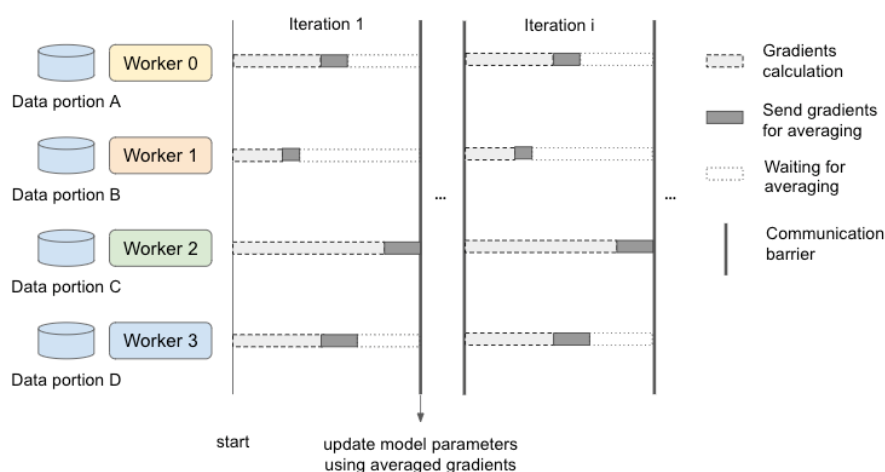 Iteration 1
Iteration i
Worker 0
Data portion A
Worker 1
Data portion B
...
...
Worker 2
Data portion C
Worker 3
Data portion D
start
update model parameters
using averaged gradients
Gradients
calculation
Send gradients
for averaging
Waiting for
averaging
Communication
barrier